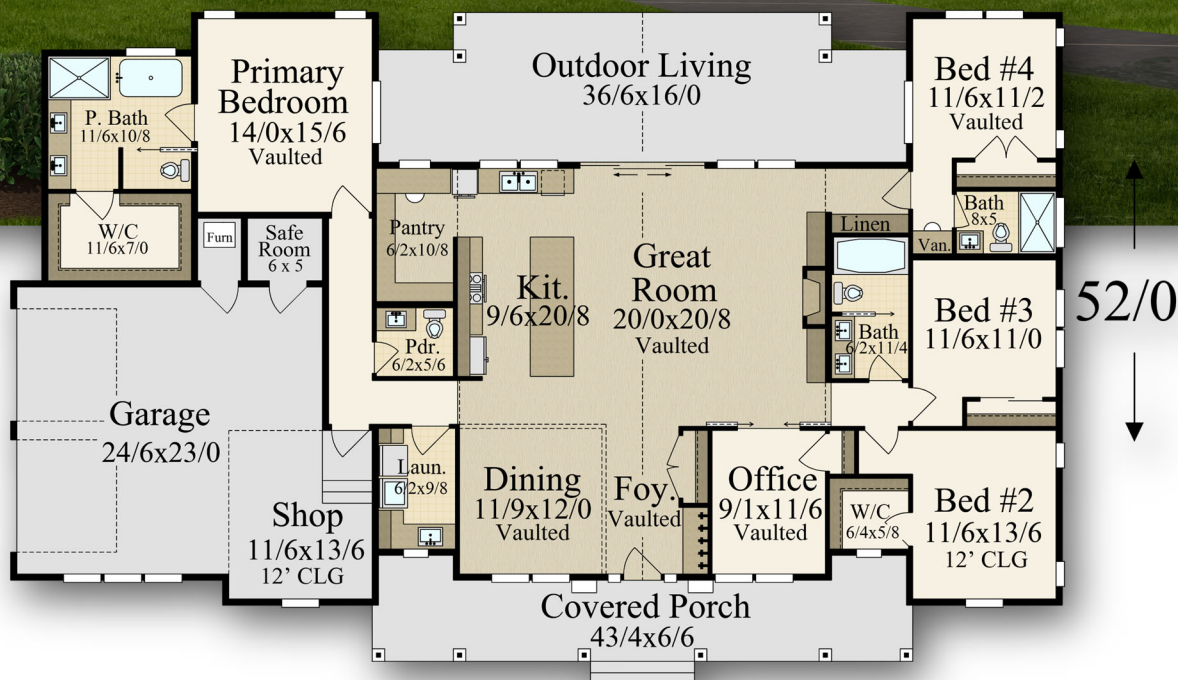 Primary
Bedroom
14/0x15/6
Vaulted
Outdoor Living
36/6x16/0
Bed #4
11/6x11/2
Vaulted
P. Bath
11/6x10/8
W/C
11/6x7/0
Furn
Safe
Room
6 x 5
Pantry
6/2x10/8
Kit.
9/6x20/8
Great
Room
20/0x20/8
Vaulted
Linen
Van.
Bath
8x5
Bed #3
11/6x11/0
52/0
Pdr.
6/2x5/6
Bath
6/2x11/4
Garage
24/6x23/0
Shop
11/6x13/6
12' CLG
Laun.
6/2x9/8
Dining
11/9x12/0
Vaulted
Foy.
Vaulted
Office
9/1x11/6
Vaulted
W/C
6/4x5/8
Bed #2
11/6x13/6
12' CLG
Covered Porch
43/4x6/6